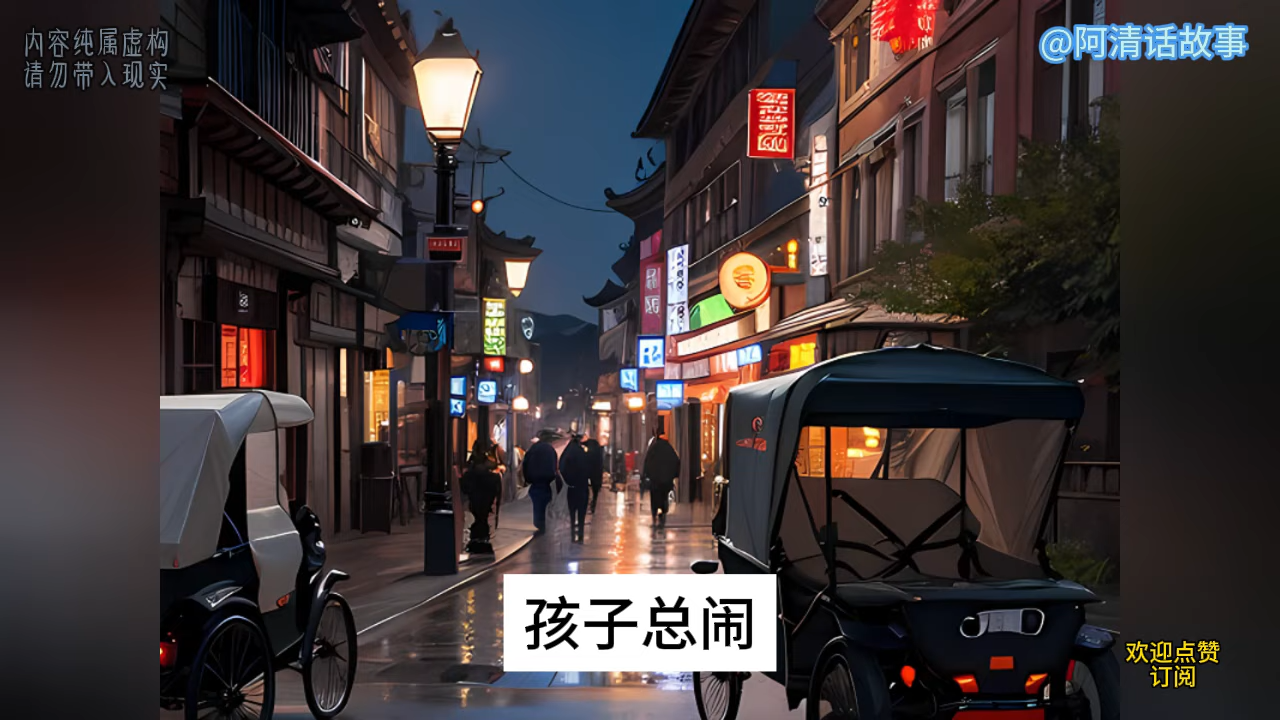 内容纯属虚构
请勿带入现实
@阿清话故事
孩子总闹
欢迎点赞
订阅